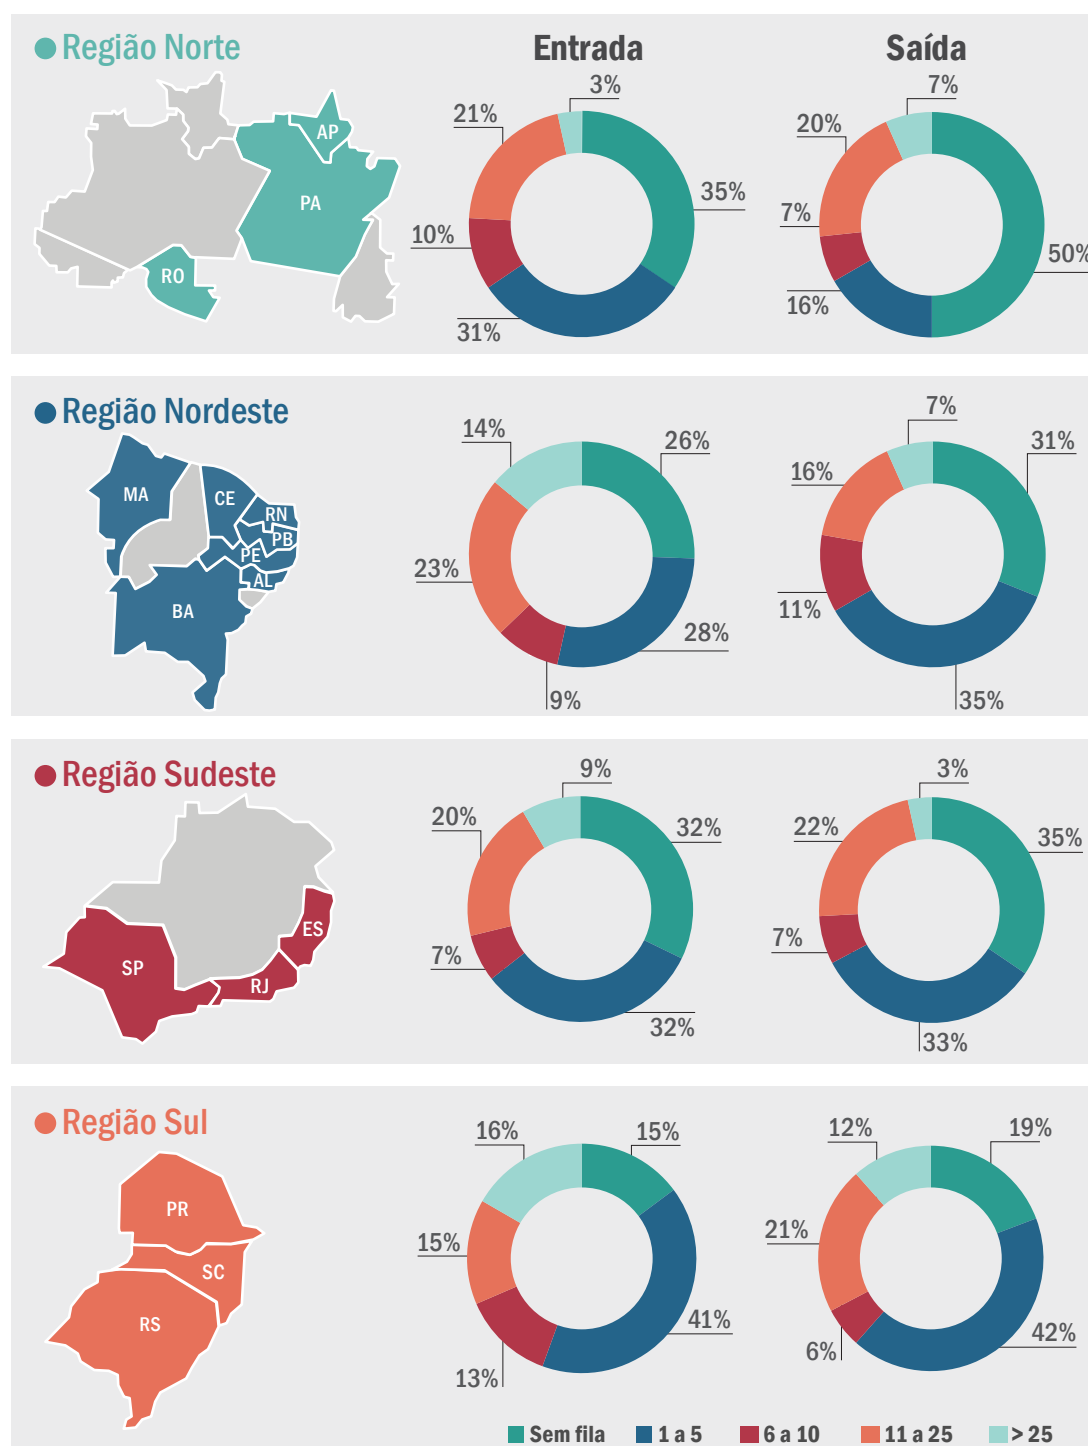 Região Norte
Entrada
Saída
3%
7%
21%
20%
AP
PA
35%
7%
10%
50%
RO
16%
31%
Região Nordeste
7%
14%
26%
31%
16%
MA
CE
RN
PB
PE
AL
23%
BA
11%
28%
9%
35%
Região Sudeste
9%
3%
20%
32%
22%
35%
ES
SP
7%
7%
RJ
32%
33%
Região Sul
16%
15%
12%
19%
PR
15%
21%
SC
RS
41%
42%
6%
13%
Sem fila
1 a 5
6 a 10
11 a 25
> 25